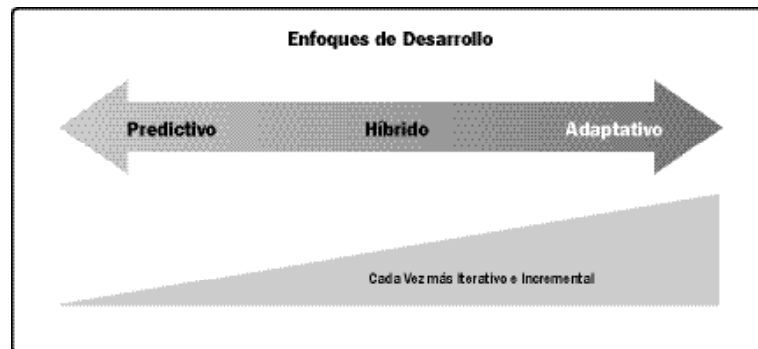 Enfoques de Desarrollo
Predictivo Híbrido Adaptativo
Cada Vez más Iterativo e Incremental